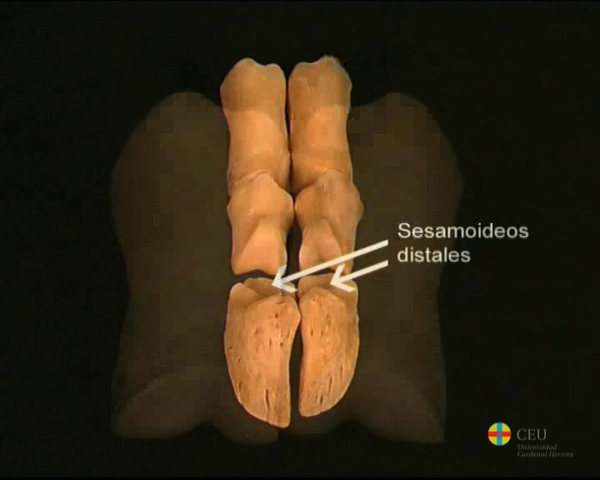 Sesamoideos
distales
CEU
Universidad
Cardenal Herrera